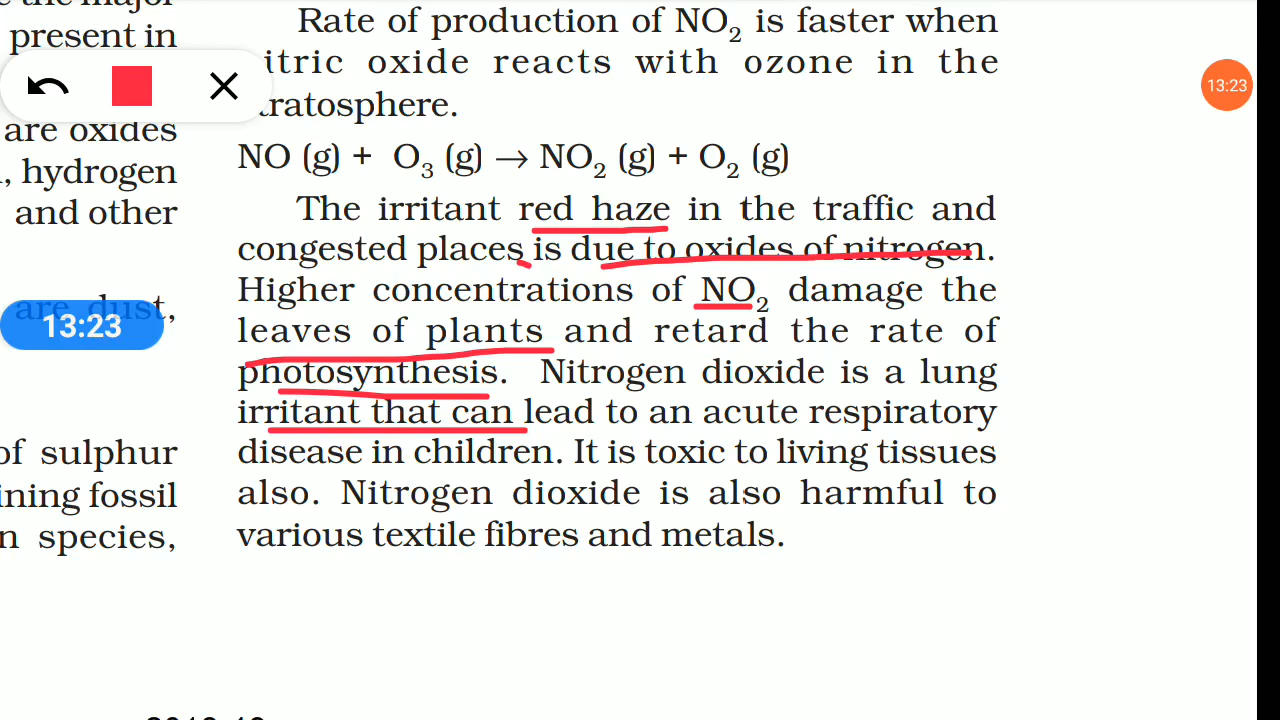 present in
are oxides
hydrogen
and other
are dust,
13:23
of sulphur
fossil
species,
Rate of production of NO₂ is faster when
oxide reacts with ozone in the
NO (g) + O₃ (g) → NO₂ (g) + O₂ (g)
The irritant red haze in the traffic and
congested places is due to oxides of nitrogen.
Higher concentrations of NO₂ damage the
leaves of plants and retard the rate of
photosynthesis. Nitrogen dioxide is a lung
irritant that can lead to an acute respiratory
disease in children. It is toxic to living tissues
also. Nitrogen dioxide is also harmful to
various textile fibres and metals.
13:23